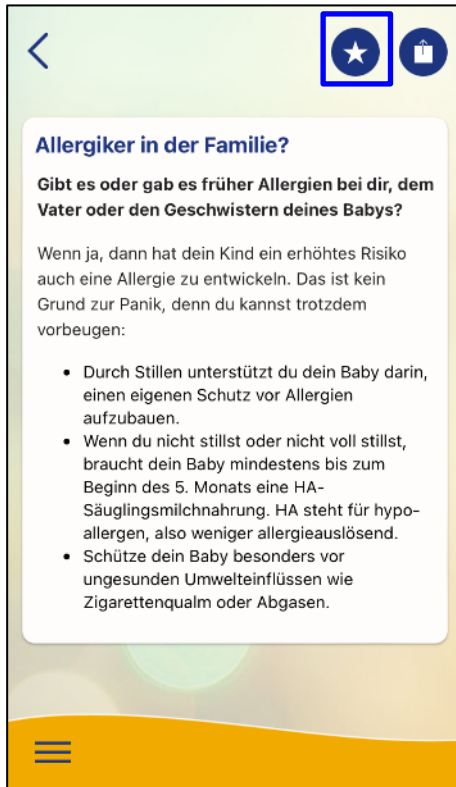 Allergiker in der Familie?
Gibt es oder gab es früher Allergien bei dir, dem
Vater oder den Geschwistern deines Babys?
Wenn ja, dann hat dein Kind ein erhöhtes Risiko
auch eine Allergie zu entwickeln. Das ist kein
Grund zur Panik, denn du kannst trotzdem
vorbeugen:
• Durch Stillen unterstützt du dein Baby darin,
einen eigenen Schutz vor Allergien
aufzubauen.
• Wenn du nicht stillst oder nicht voll stillst,
braucht dein Baby mindestens bis zum
Beginn des 5. Monats eine HA-
Säuglingsmilchnahrung. HA steht für hypo-
allergen, also weniger allergieauslösend.
• Schütze dein Baby besonders vor
ungesunden Umwelteinflüssen wie
Zigarettenqualm oder Abgasen.